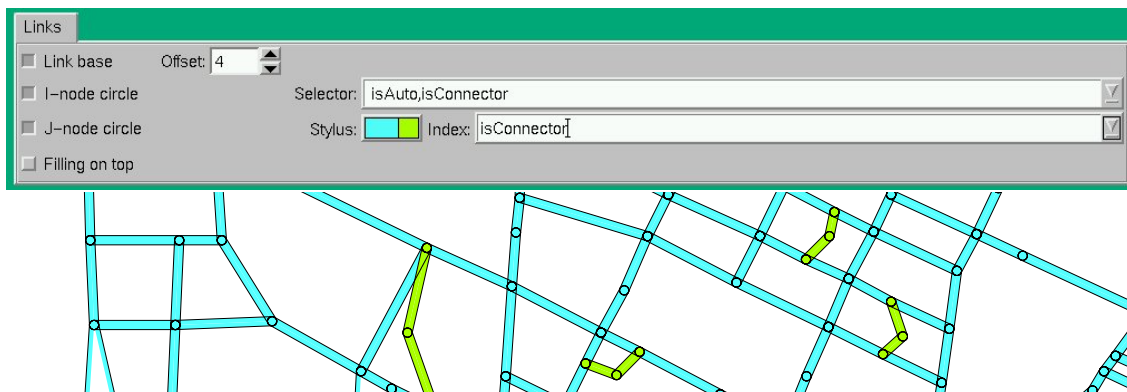 Links
Link base Offset: 4
I-node circle Selector: isAuto,isConnector
J-node circle Stylus: Index: isConnector
Filling on top